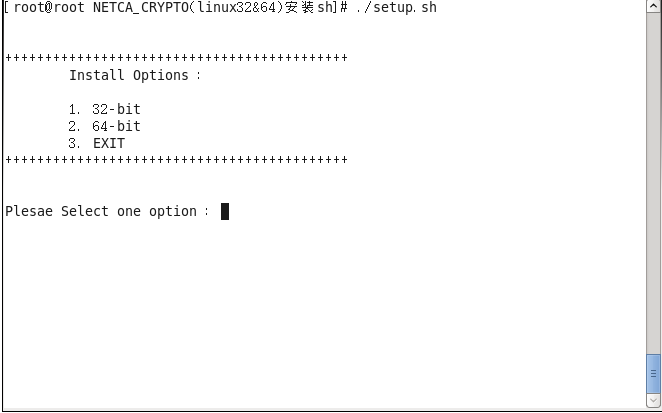 [root@root NETCA_CRYPTO(linux32&64)安装sh]# ./setup.sh
+++++++++++++++++++++++++++++++++++++++++++
Install Options :
1. 32-bit
2. 64-bit
3. EXIT
+++++++++++++++++++++++++++++++++++++++++++
Plesae Select one option :